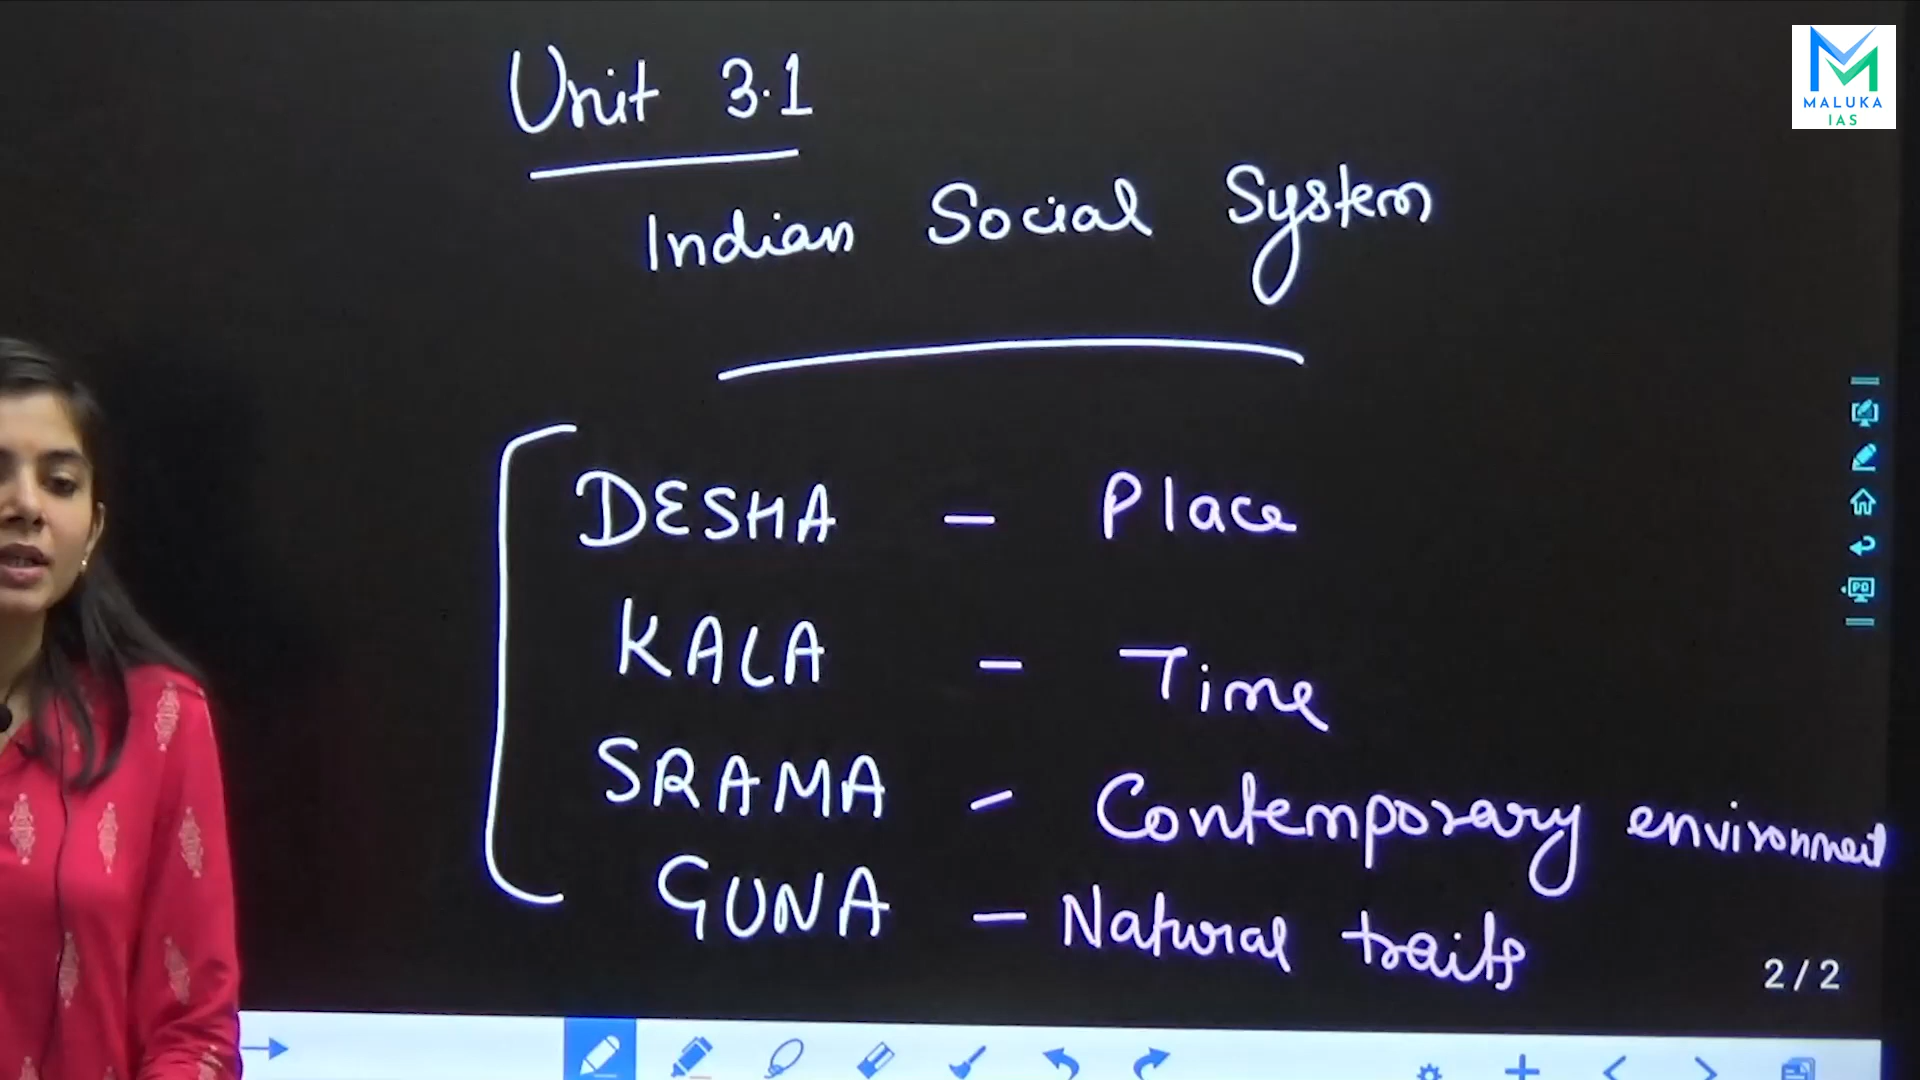 MALUKA
IAS
Unit 3.1
Indian Social System
DESHA – Place
KALA – Time
SRAMA – Contemporary environment
GUNA – Natural traits
2/2